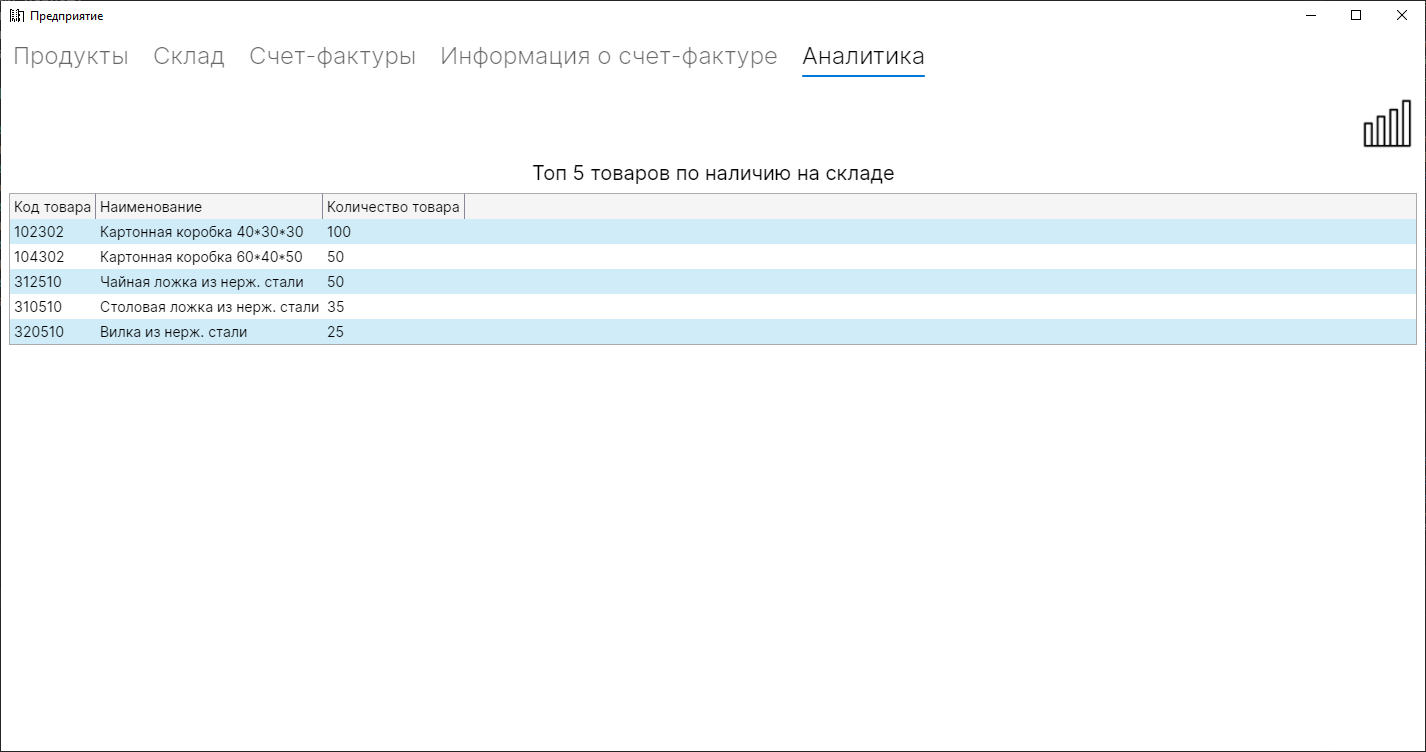 Предприятие
Продукты Склад Счет-фактуры Информация о счет-фактуре Аналитика
Топ 5 товаров по наличию на складе
Код товара Наименование Количество товара
102302 Картонная коробка 40*30*30 100
104302 Картонная коробка 60*40*50 50
312510 Чайная ложка из нерж. стали 50
310510 Столовая ложка из нерж. стали 35
320510 Вилка из нерж. стали 25